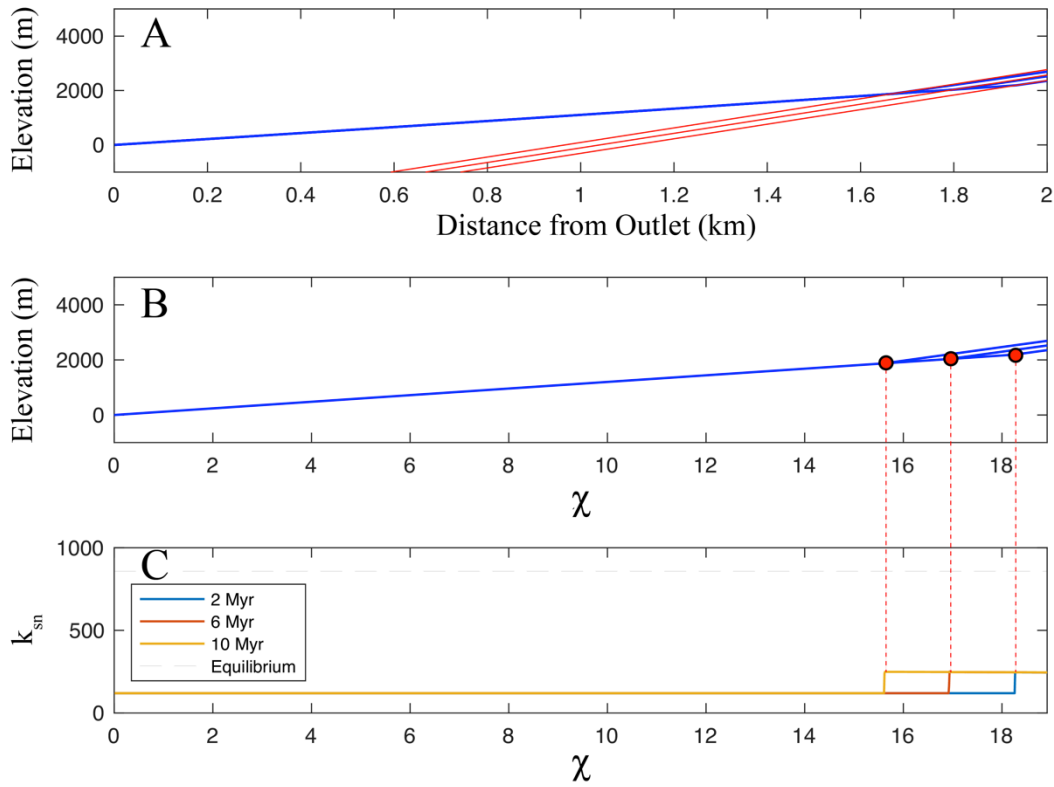 A
Elevation (m)
4000
2000
0
0 0.2 0.4 0.6 0.8 1 1.2 1.4 1.6 1.8 2
Distance from Outlet (km)
B
Elevation (m)
4000
2000
0
0 2 4 6 8 10 12 14 16 18
χ
C
k_sn
1000
500
0
2 Myr
6 Myr
10 Myr
Equilibrium
0 2 4 6 8 10 12 14 16 18
χ